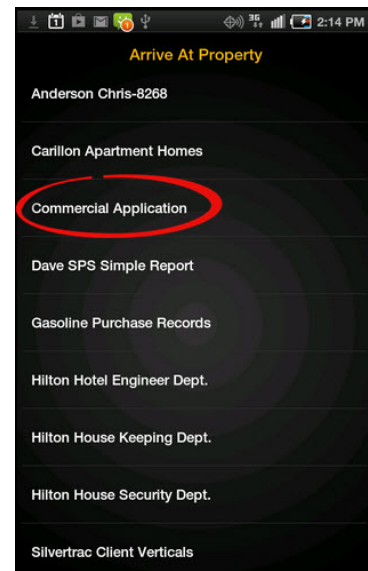 3G 2:14 PM
Arrive At Property
Anderson Chris-8268
Carillon Apartment Homes
Commercial Application
Dave SPS Simple Report
Gasoline Purchase Records
Hilton Hotel Engineer Dept.
Hilton House Keeping Dept.
Hilton House Security Dept.
Silvertrac Client Verticals